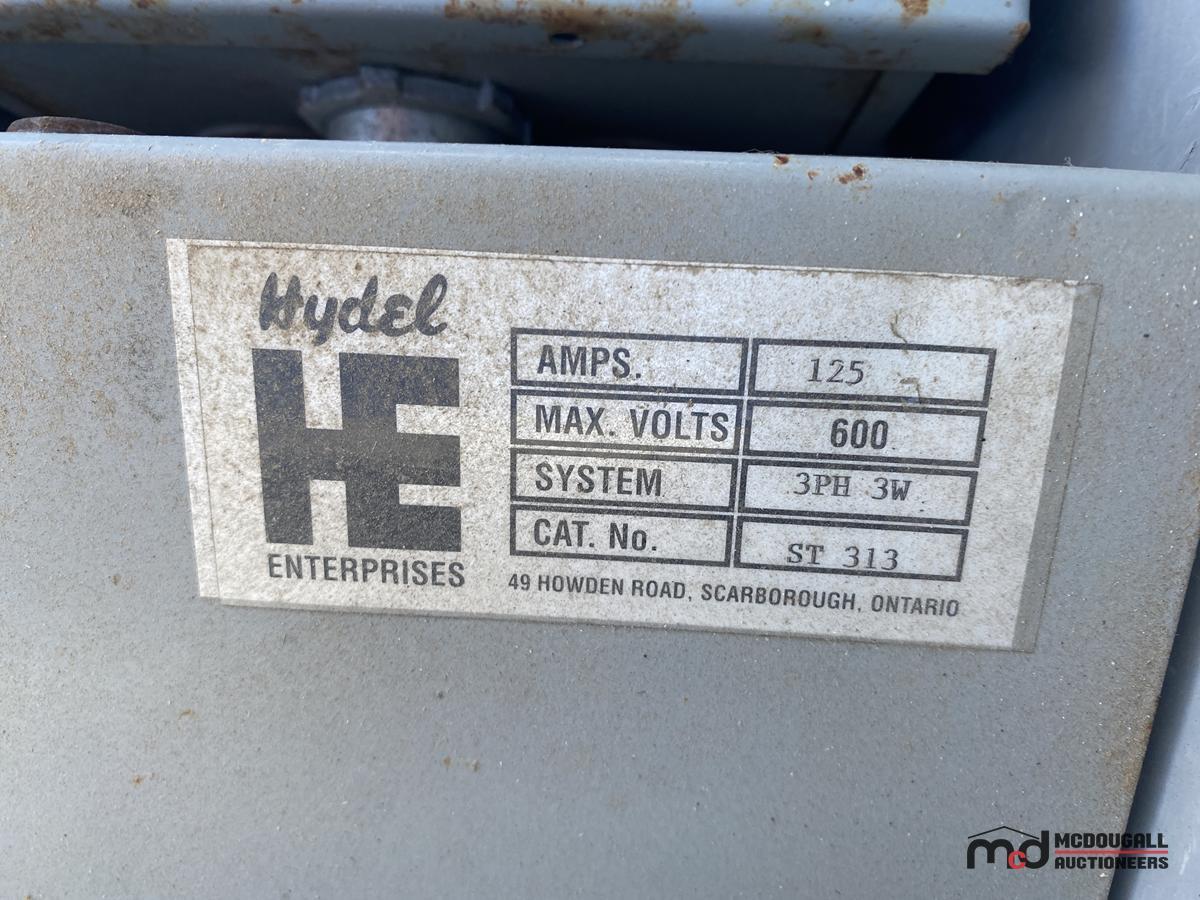 Hydel
HE
ENTERPRISES
AMPS. 125
MAX. VOLTS 600
SYSTEM 3PH 3W
CAT. No. ST 313
49 HOWDEN ROAD, SCARBOROUGH, ONTARIO
mcd MCDOUGALL
AUCTIONEERS